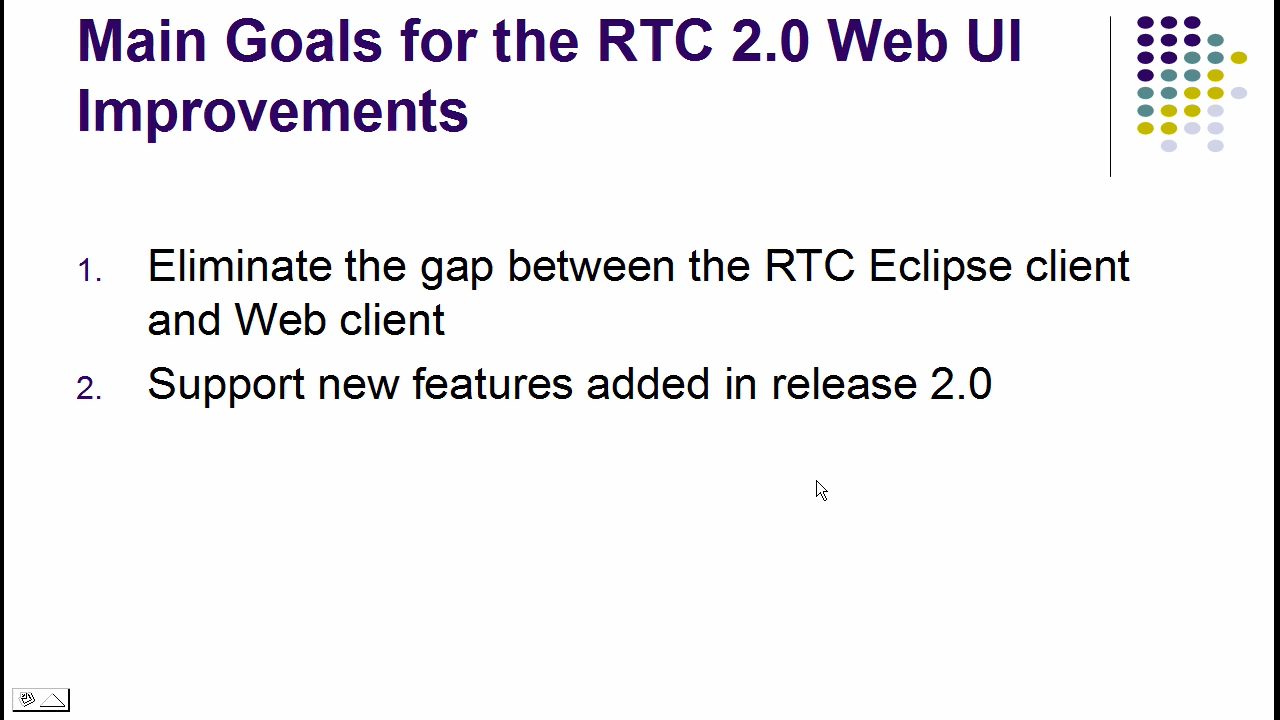 Main Goals for the RTC 2.0 Web UI
Improvements
1. Eliminate the gap between the RTC Eclipse client
and Web client
2. Support new features added in release 2.0